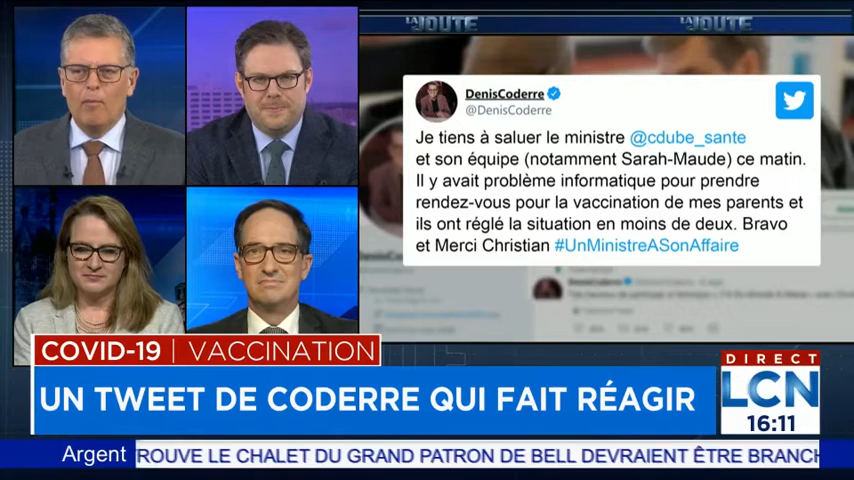 LA JOUTE
LA JOUTE
DenisCoderre
@DenisCoderre
Je tiens à saluer le ministre @cdube_sante
et son équipe (notamment Sarah-Maude) ce matin.
Il y avait problème informatique pour prendre
rendez-vous pour la vaccination de mes parents et
ils ont réglé la situation en moins de deux. Bravo
et Merci Christian #UnMinistreASonAffaire
COVID-19 | VACCINATION
UN TWEET DE CODERRE QUI FAIT RÉAGIR
DIRECT
LCN
16:11
Argent
TROUVE LE CHALET DU GRAND PATRON DE BELL DEVRAIENT ÊTRE BRANCH